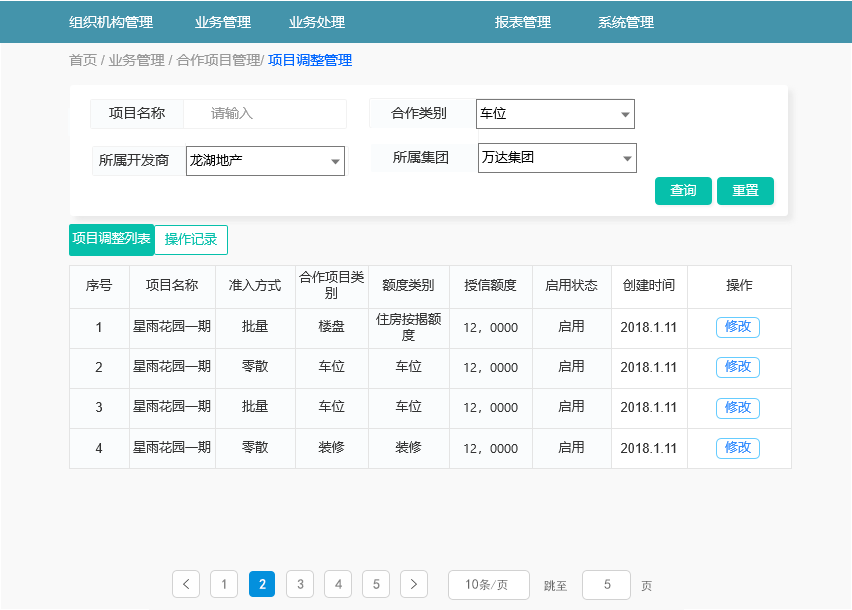 组织机构管理 业务管理 业务处理 报表管理 系统管理
首页 / 业务管理 / 合作项目管理/ 项目调整管理
项目名称 请输入 合作类别 车位
所属开发商 龙湖地产 所属集团 万达集团
查询 重置
项目调整列表 操作记录
序号 项目名称 准入方式 合作项目类别 额度类别 授信额度 启用状态 创建时间 操作
1 星雨花园一期 批量 楼盘 住房按揭额度 12，0000 启用 2018.1.11 修改
2 星雨花园一期 零散 车位 车位 12，0000 启用 2018.1.11 修改
3 星雨花园一期 批量 车位 车位 12，0000 启用 2018.1.11 修改
4 星雨花园一期 零散 装修 装修 12，0000 启用 2018.1.11 修改
< 1 2 3 4 5 > 10条/页 跳至 5 页